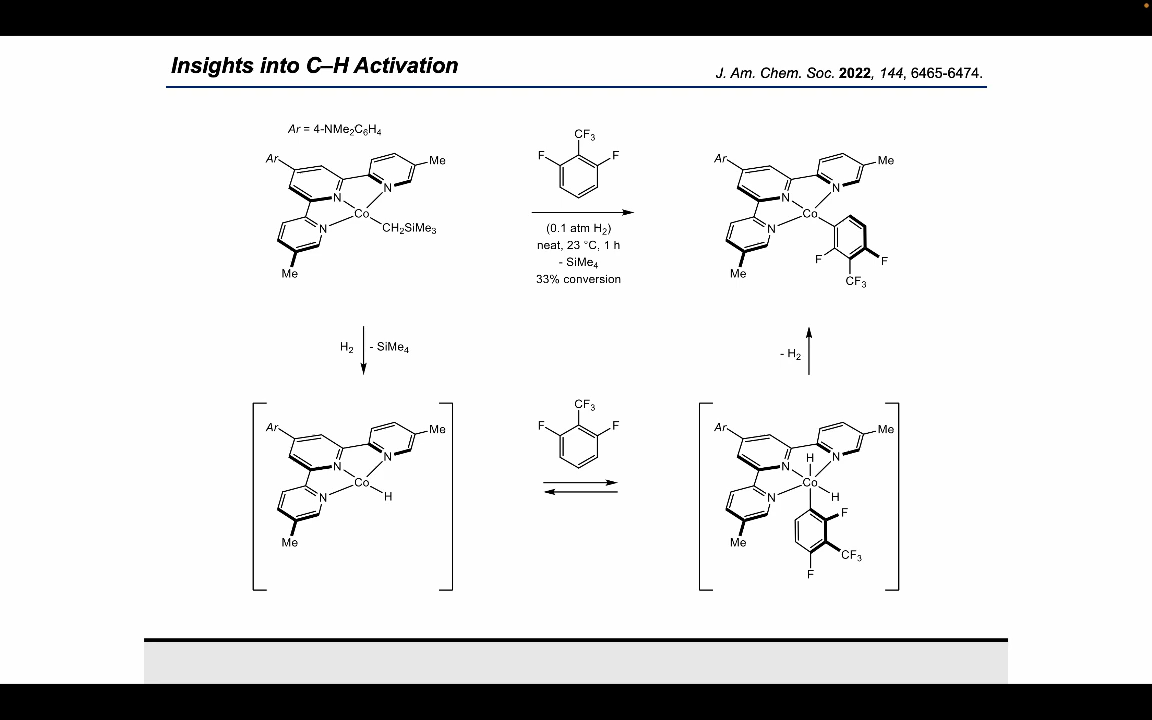 Insights into C–H Activation
J. Am. Chem. Soc. 2022, 144, 6465-6474.
Ar = 4-NMe₂C₆H₄
Ar
Me
N
N
N
Co
CH₂SiMe₃
Me
CF₃
F
F
(0.1 atm H₂)
neat, 23 °C, 1 h
- SiMe₄
33% conversion
Ar
Me
N
N
N
Co
F
F
CF₃
Me
H₂
- SiMe₄
- H₂
Ar
Me
N
N
N
Co
H
Me
CF₃
F
F
Ar
Me
N
N
N
H
Co
H
F
Me
CF₃
F